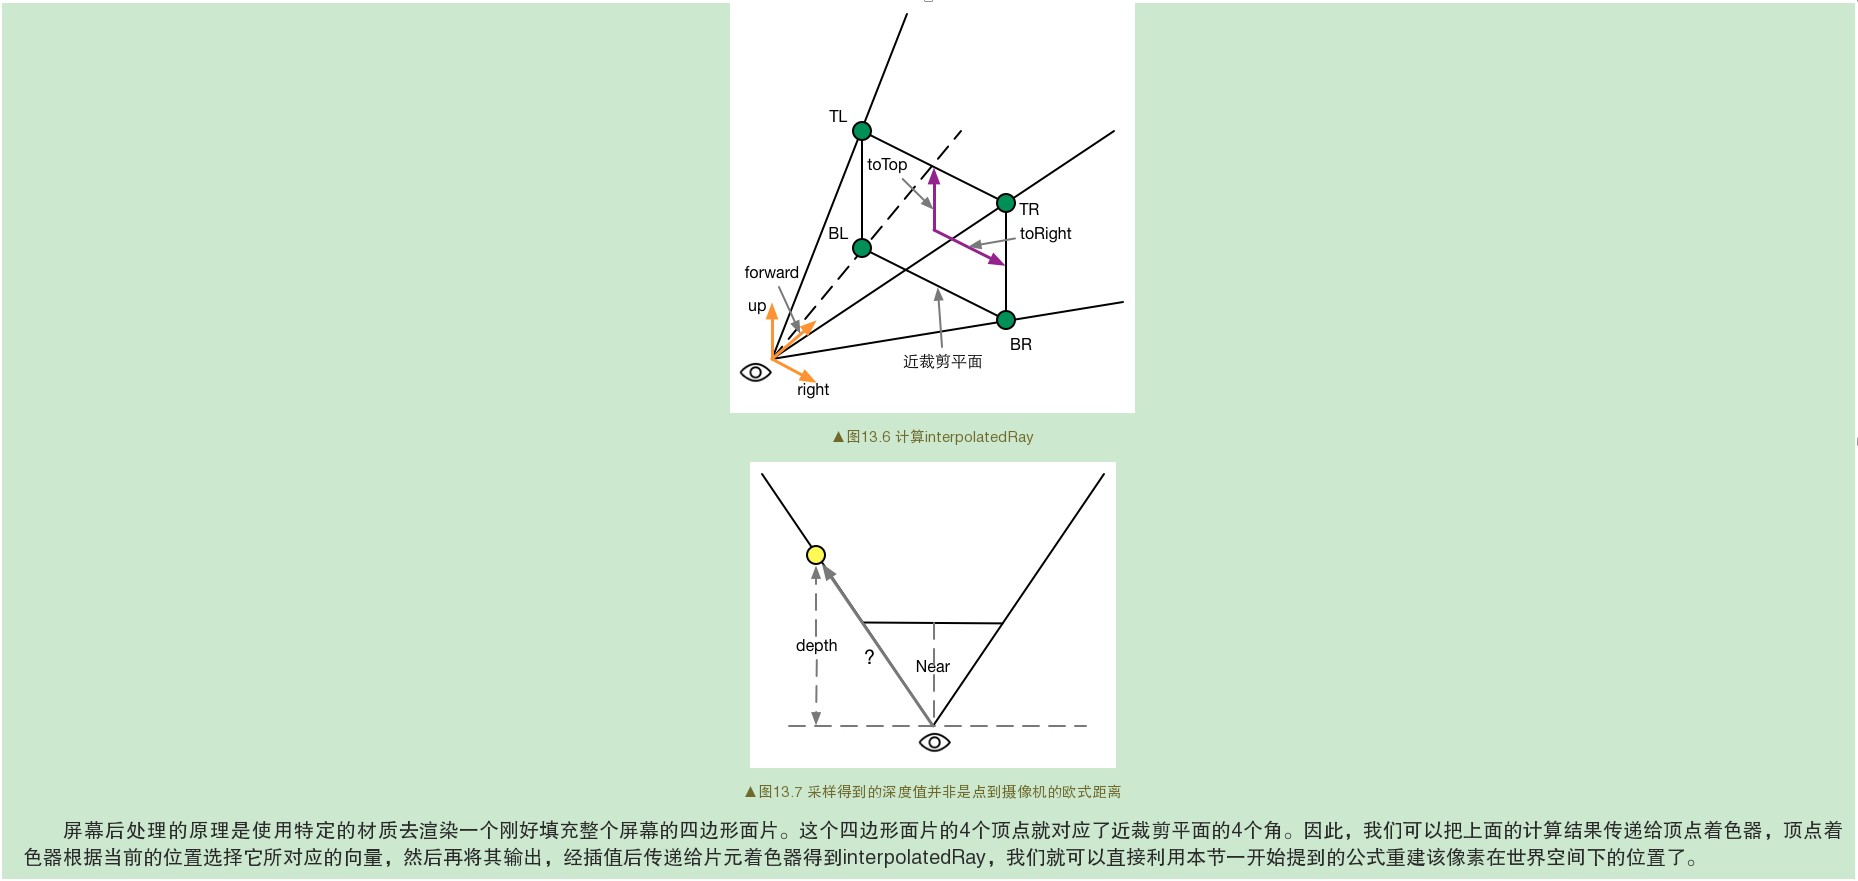 TL
toTop
TR
BL
toRight
forward
up
BR
近裁剪平面
right
▲图13.6 计算interpolatedRay
depth
?
Near
▲图13.7 采样得到的深度值并非是点到摄像机的欧式距离
屏幕后处理的原理是使用特定的材质去渲染一个刚好填充整个屏幕的四边形面片。这个四边形面片的4个顶点就对应了近裁剪平面的4个角。因此，我们可以把上面的计算结果传递给顶点着色器，顶点着
色器根据当前的位置选择它所对应的向量，然后再将其输出，经插值后传递给片元着色器得到interpolatedRay，我们就可以直接利用本节一开始提到的公式重建该像素在世界空间下的位置了。